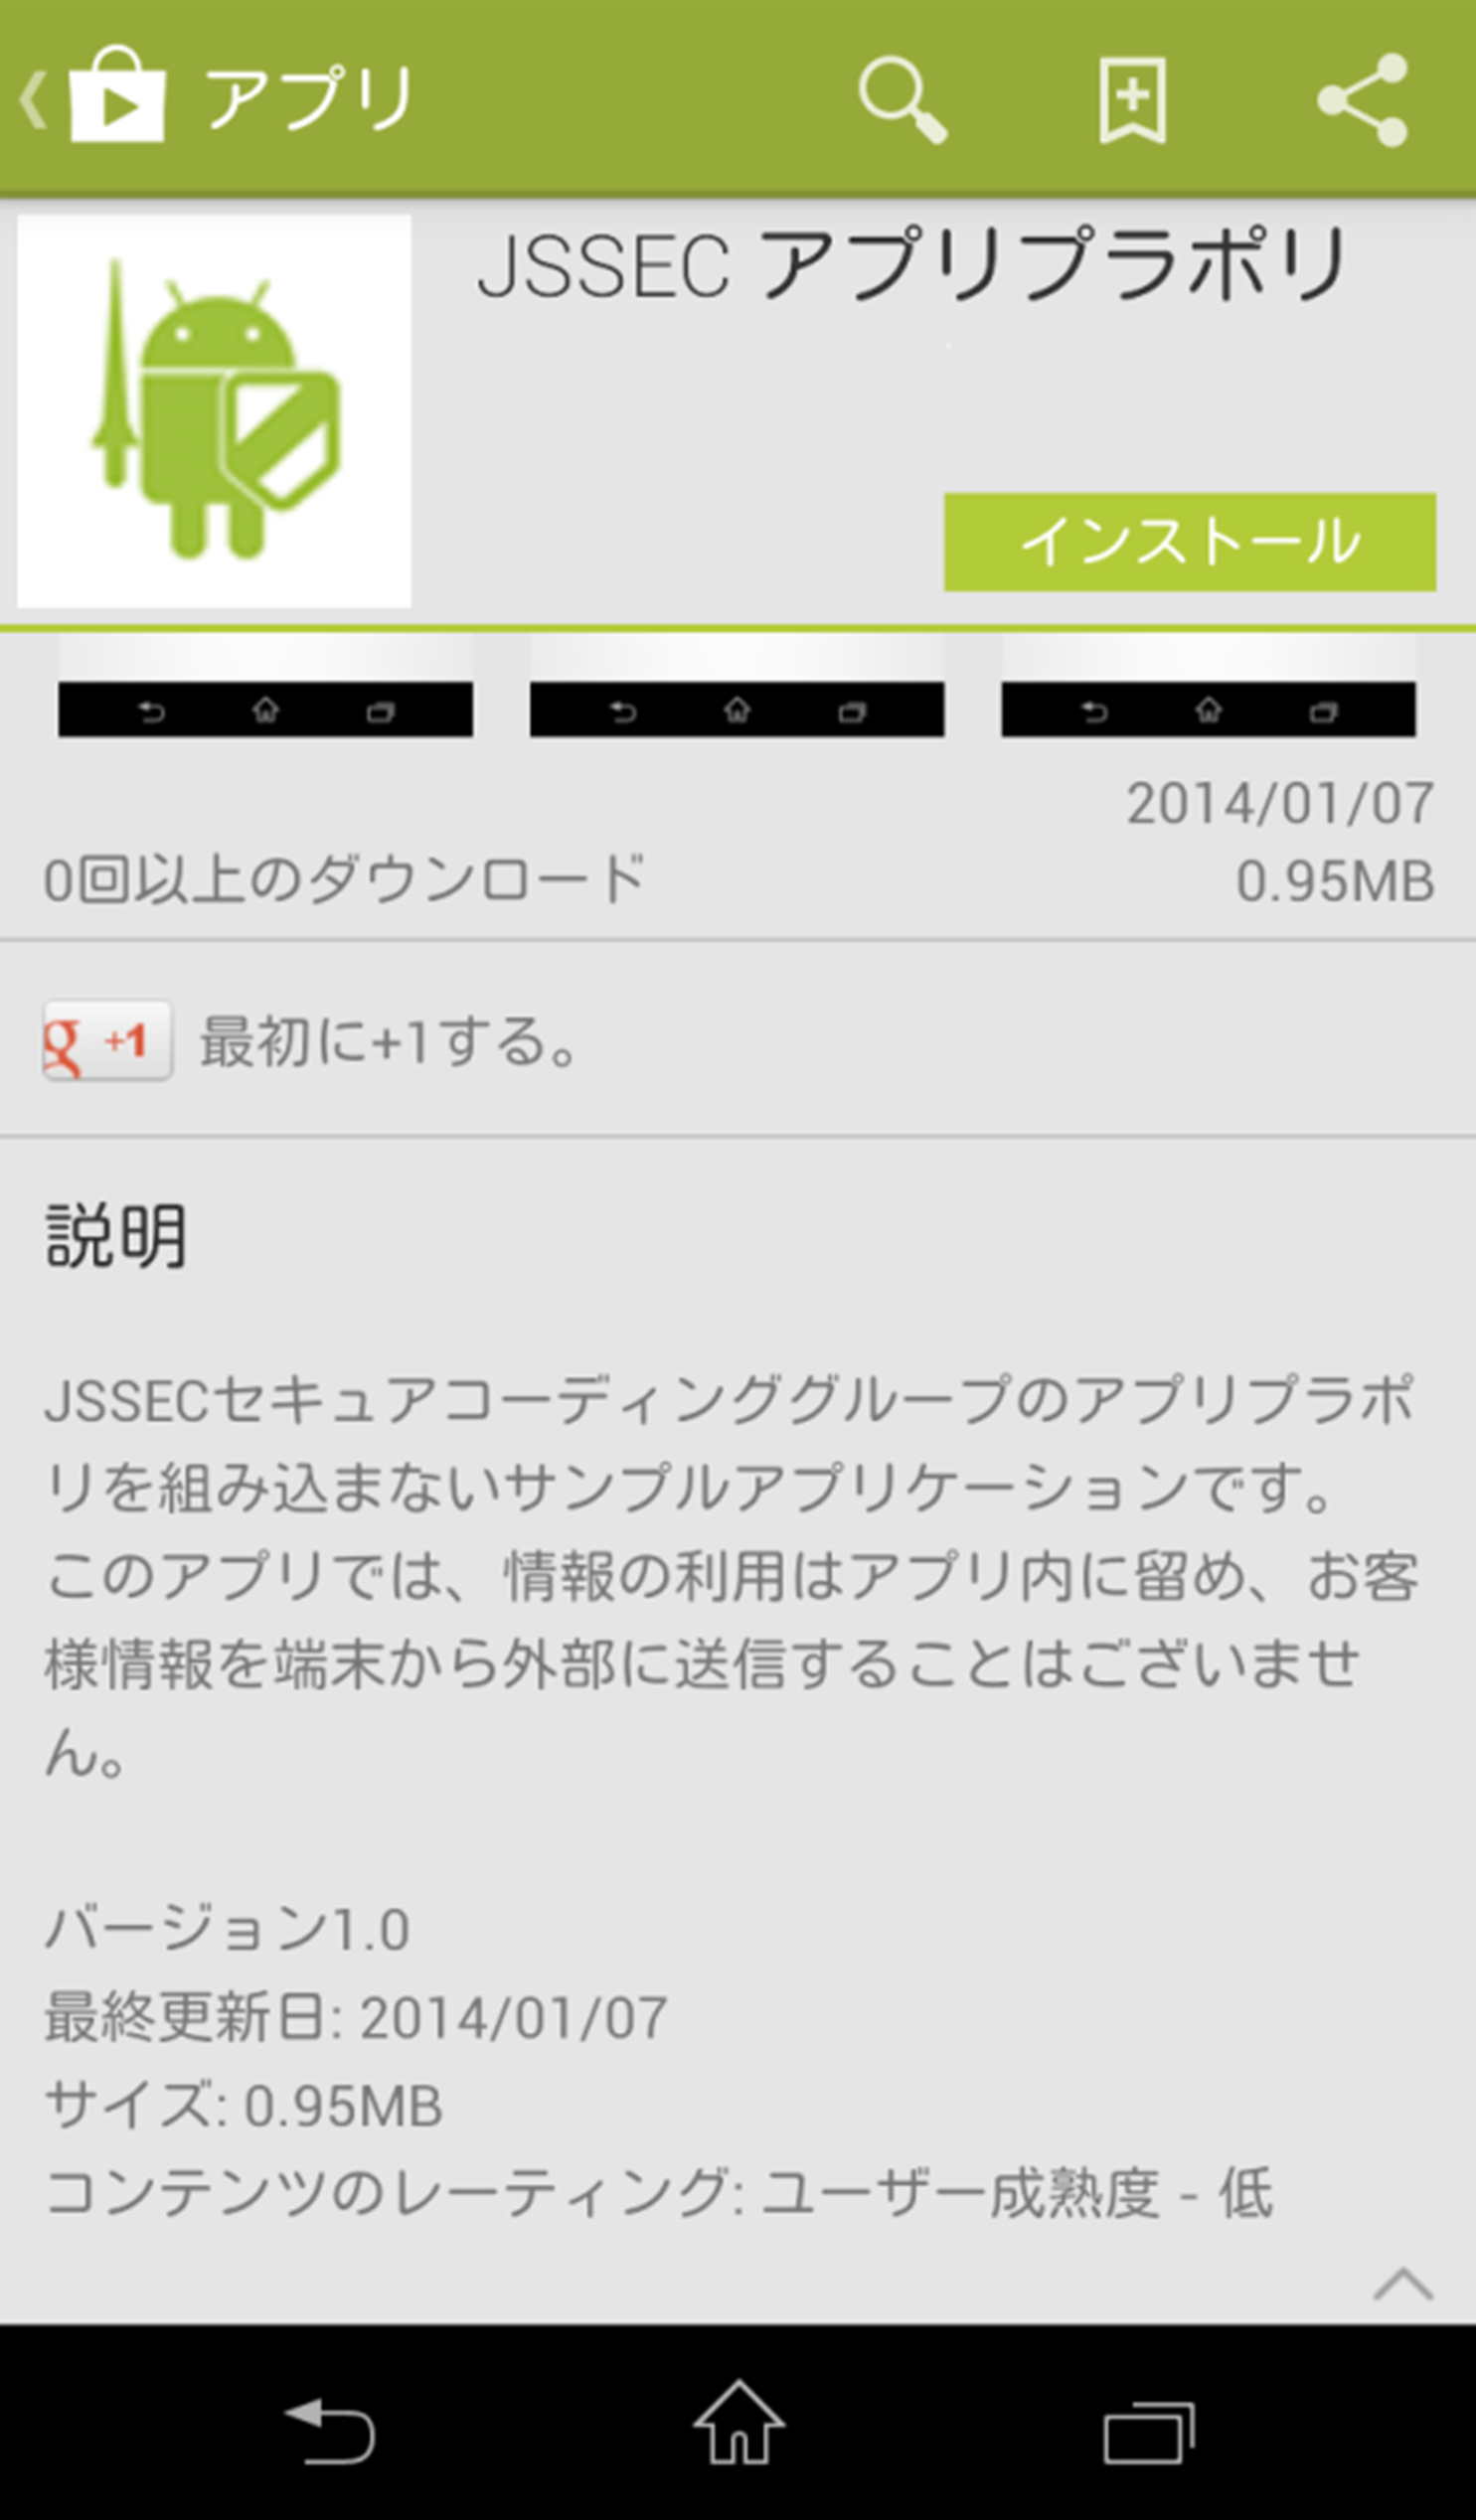 アプリ
JSSEC アプリプラポリ
インストール
2014/01/07
0回以上のダウンロード
0.95MB
g +1 最初に+1する。
説明
JSSECセキュアコーディンググループのアプリプラポ
リを組み込まないサンプルアプリケーションです。
このアプリでは、情報の利用はアプリ内に留め、お客
様情報を端末から外部に送信することはございませ
ん。
バージョン1.0
最終更新日: 2014/01/07
サイズ: 0.95MB
コンテンツのレーティング: ユーザー成熟度 - 低